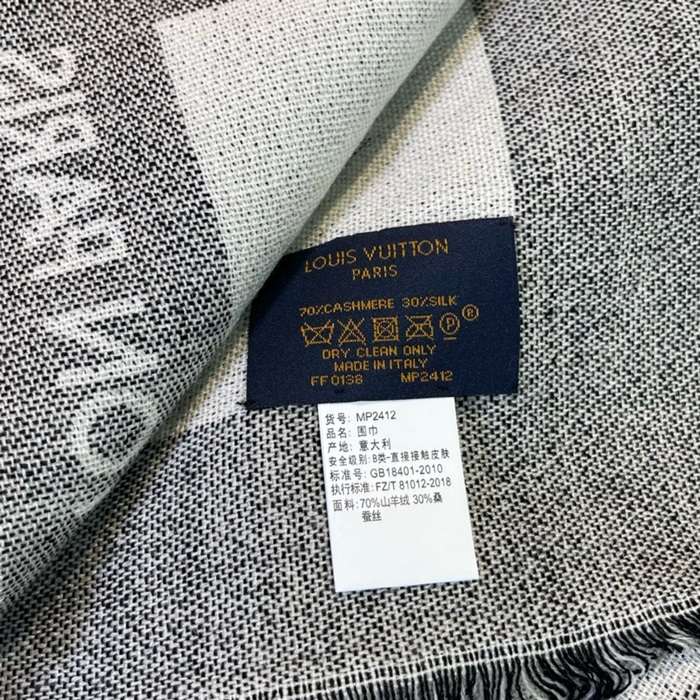 ON PARIS
LOUIS VUITTON
PARIS
70%CASHMERE 30%SILK
P ®
DRY CLEAN ONLY
MADE IN ITALY
FF0138 MP2412
货号: MP2412
品名: 围巾
产地: 意大利
安全级别: B类-直接接触皮肤
标准号: GB18401-2010
执行标准: FZ/T 81012-2018
面料: 70%山羊绒 30%桑
蚕丝